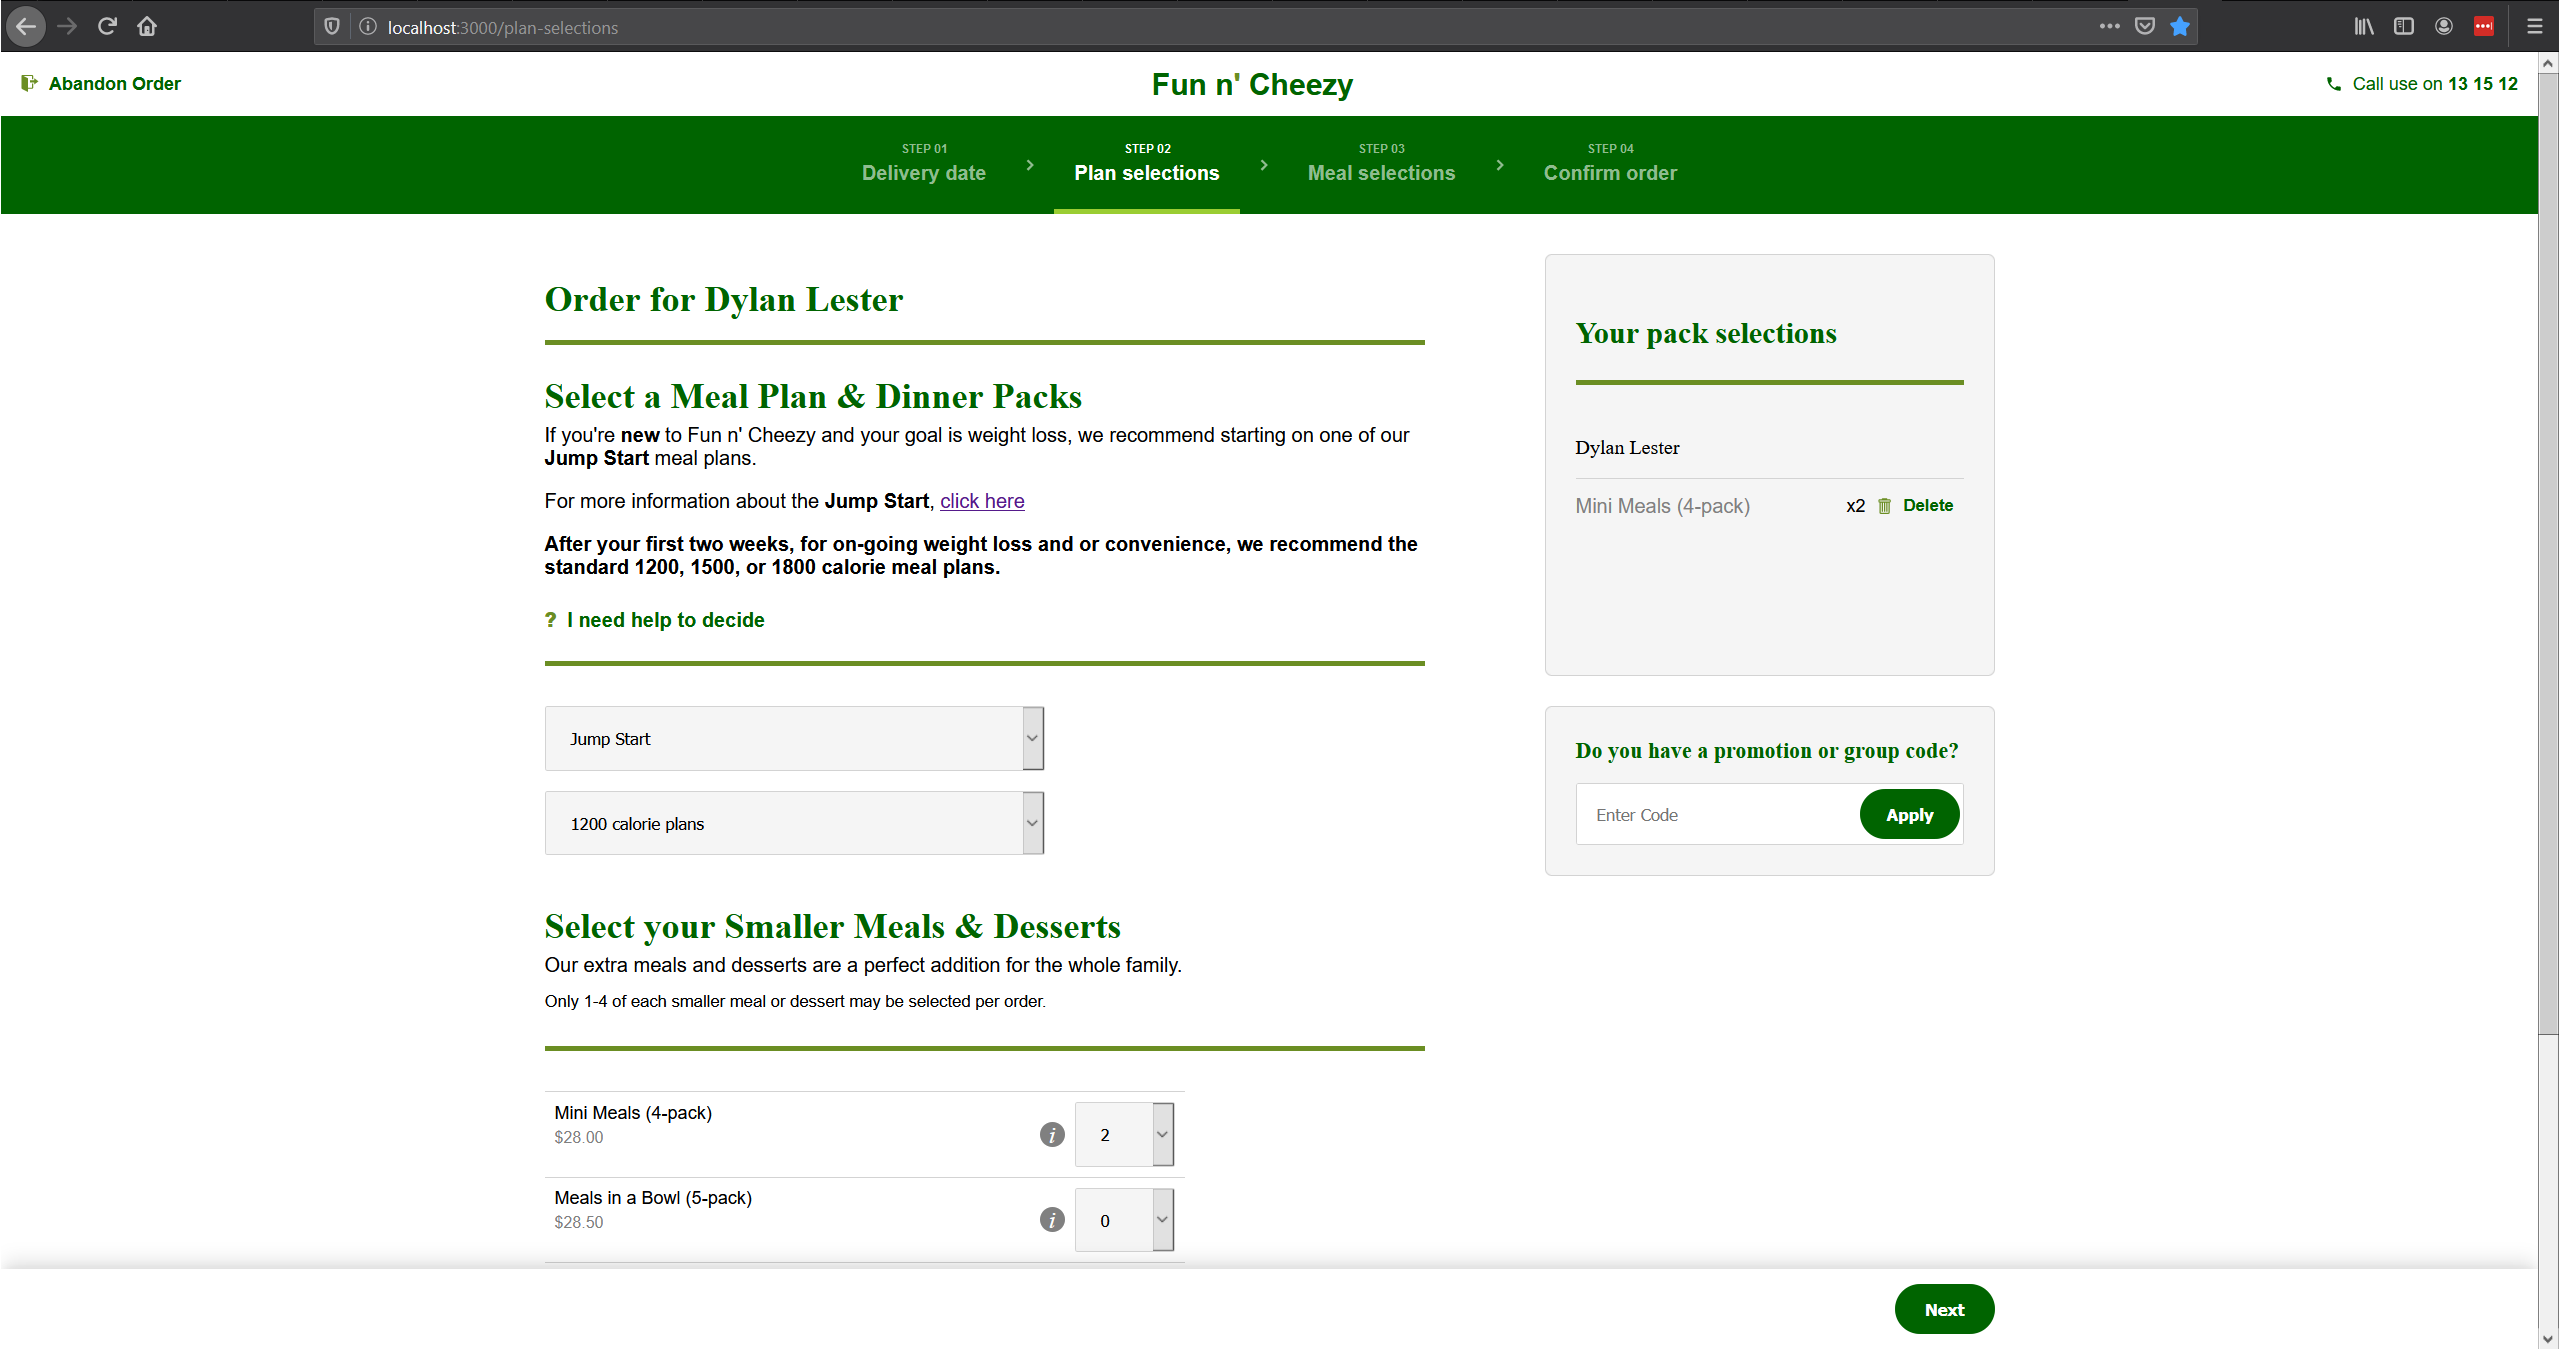 localhost:3000/plan-selections
Abandon Order
Fun n' Cheezy
Call use on 13 15 12
STEP 01
Delivery date
STEP 02
Plan selections
STEP 03
Meal selections
STEP 04
Confirm order
Order for Dylan Lester
Select a Meal Plan & Dinner Packs
If you're new to Fun n' Cheezy and your goal is weight loss, we recommend starting on one of our
Jump Start meal plans.
For more information about the Jump Start, click here
After your first two weeks, for on-going weight loss and or convenience, we recommend the
standard 1200, 1500, or 1800 calorie meal plans.
? I need help to decide
Jump Start
1200 calorie plans
Select your Smaller Meals & Desserts
Our extra meals and desserts are a perfect addition for the whole family.
Only 1-4 of each smaller meal or dessert may be selected per order.
Mini Meals (4-pack)
$28.00
i
2
Meals in a Bowl (5-pack)
$28.50
i
0
Your pack selections
Dylan Lester
Mini Meals (4-pack) x2 Delete
Do you have a promotion or group code?
Enter Code
Apply
Next